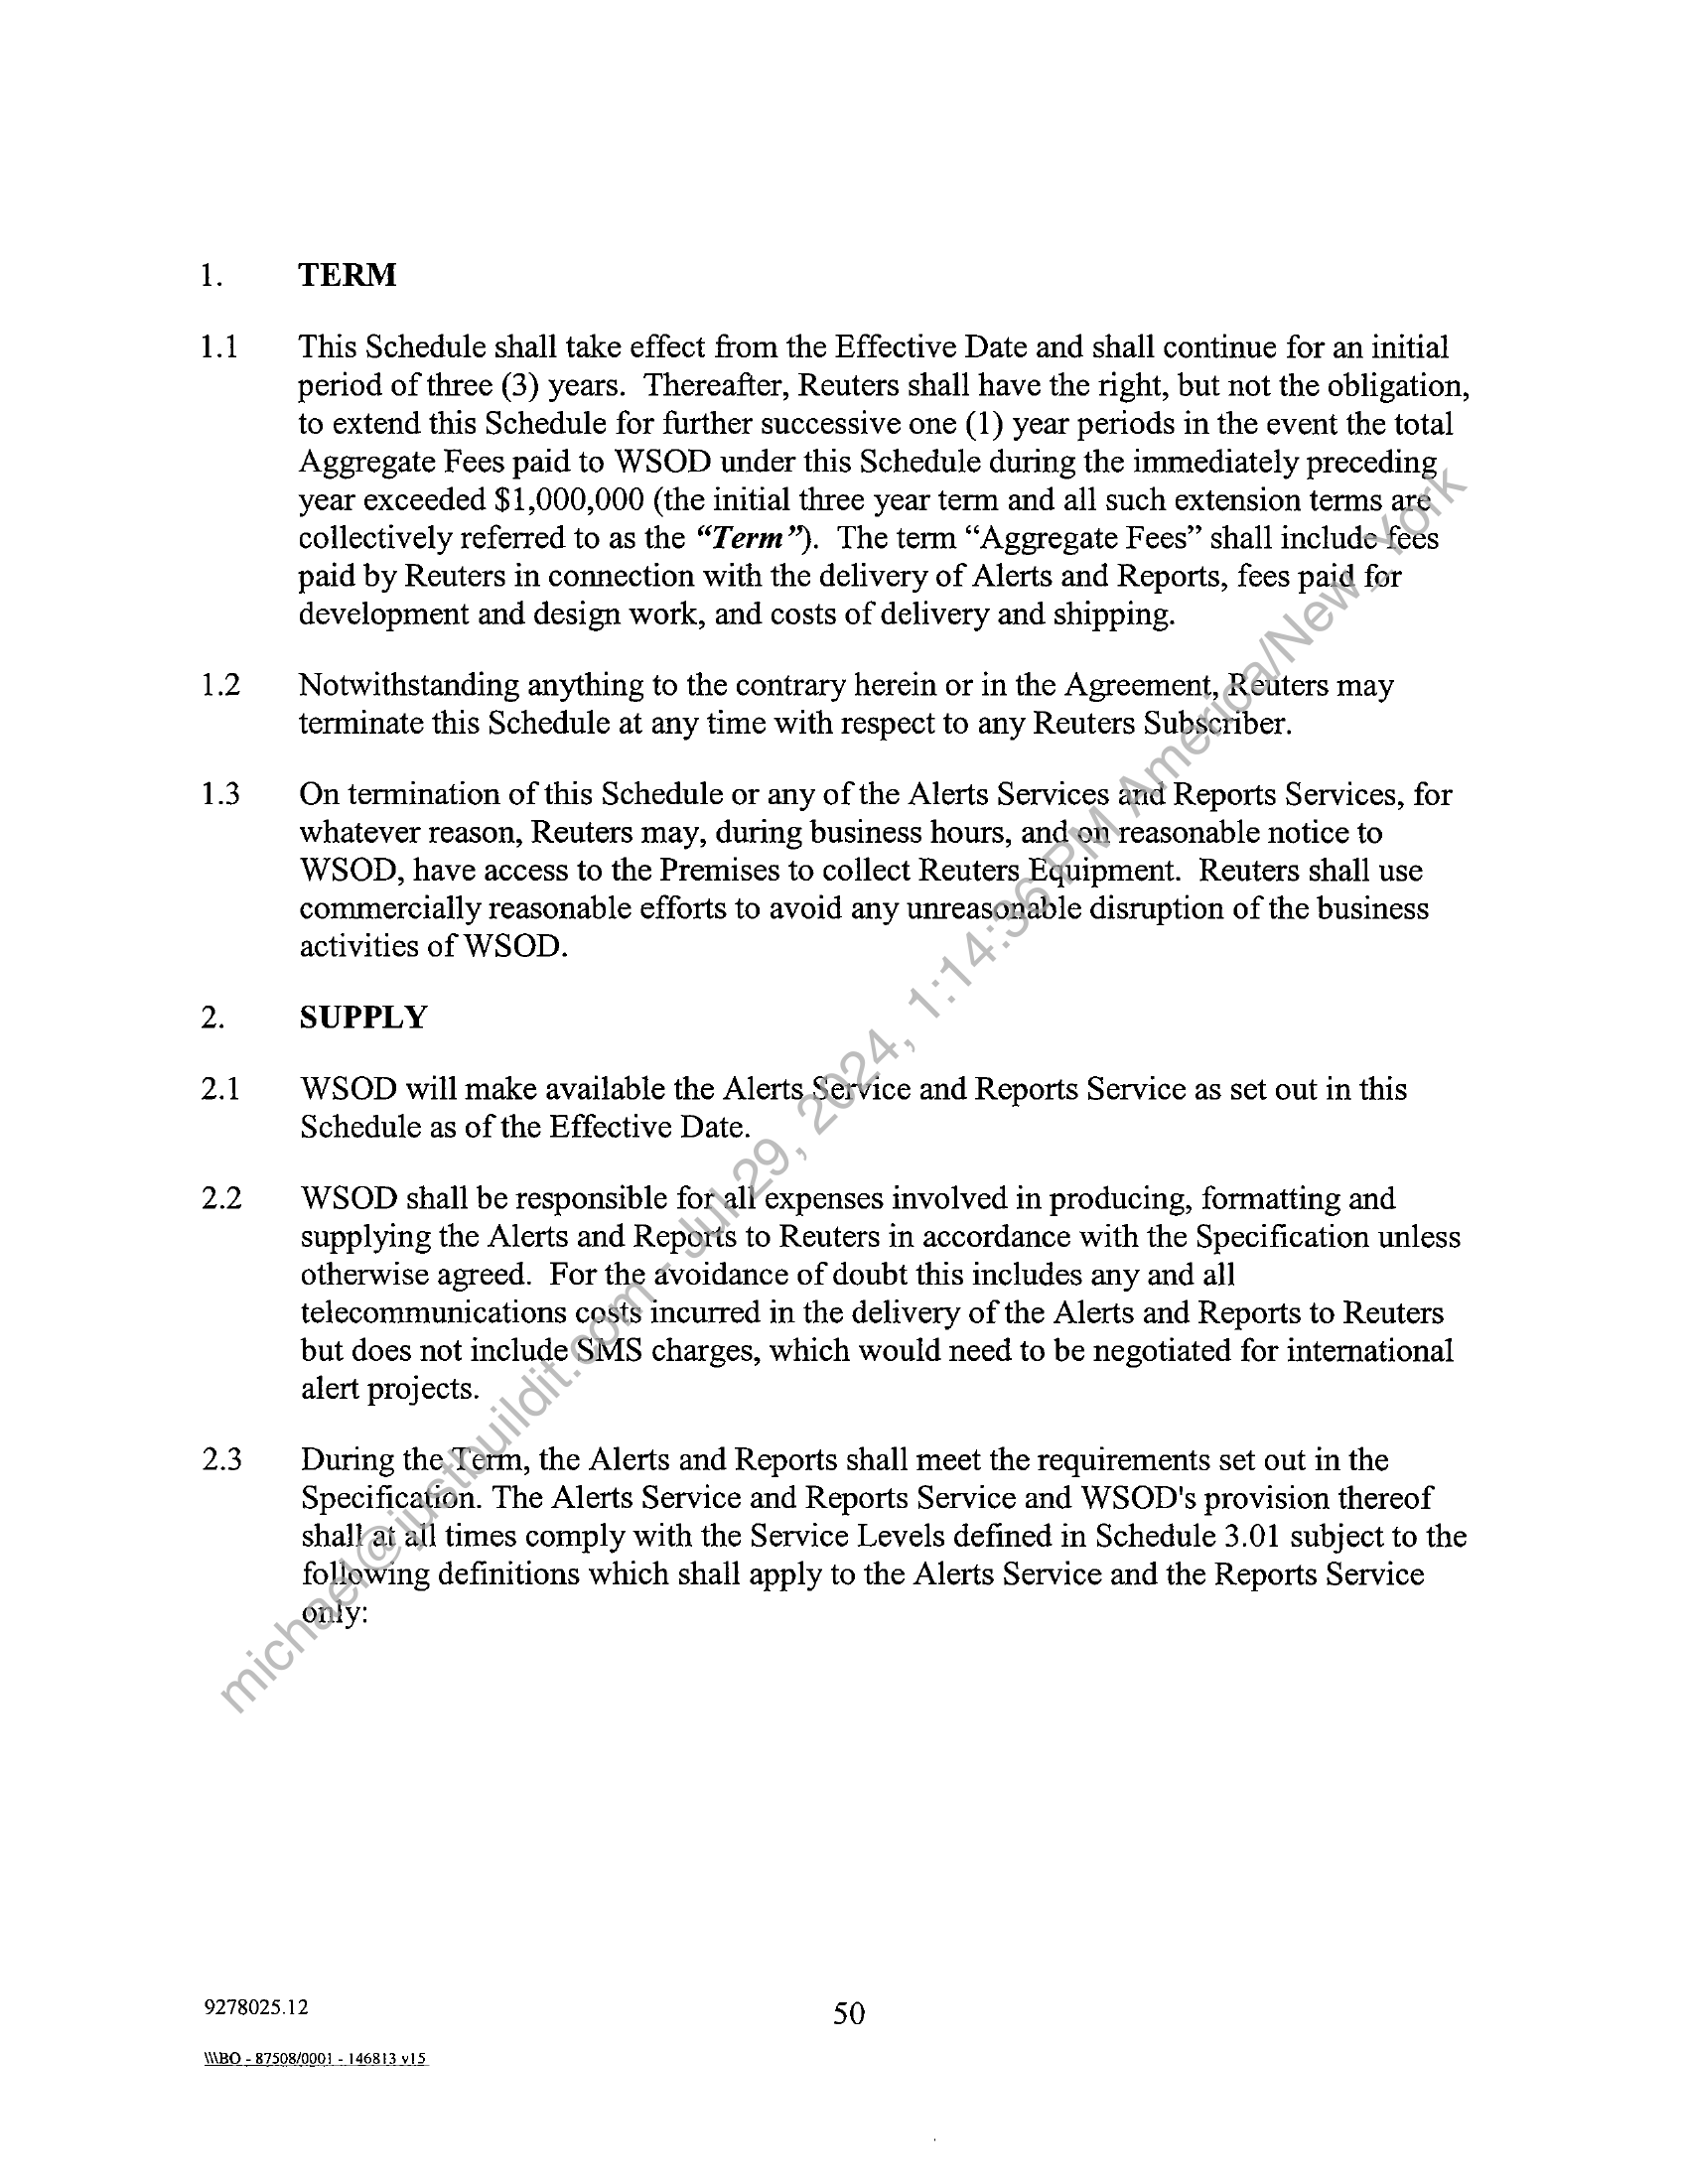 1. TERM
1.1 This Schedule shall take effect from the Effective Date and shall continue for an initial
period of three (3) years. Thereafter, Reuters shall have the right, but not the obligation,
to extend this Schedule for further successive one (1) year periods in the event the total
Aggregate Fees paid to WSOD under this Schedule during the immediately preceding
year exceeded $1,000,000 (the initial three year term and all such extension terms are
collectively referred to as the “Term”). The term “Aggregate Fees” shall include fees
paid by Reuters in connection with the delivery of Alerts and Reports, fees paid for
development and design work, and costs of delivery and shipping.
1.2 Notwithstanding anything to the contrary herein or in the Agreement, Reuters may
terminate this Schedule at any time with respect to any Reuters Subscriber.
1.3 On termination of this Schedule or any of the Alerts Services and Reports Services, for
whatever reason, Reuters may, during business hours, and on reasonable notice to
WSOD, have access to the Premises to collect Reuters Equipment. Reuters shall use
commercially reasonable efforts to avoid any unreasonable disruption of the business
activities of WSOD.
2. SUPPLY
2.1 WSOD will make available the Alerts Service and Reports Service as set out in this
Schedule as of the Effective Date.
2.2 WSOD shall be responsible for all expenses involved in producing, formatting and
supplying the Alerts and Reports to Reuters in accordance with the Specification unless
otherwise agreed. For the avoidance of doubt this includes any and all
telecommunications costs incurred in the delivery of the Alerts and Reports to Reuters
but does not include SMS charges, which would need to be negotiated for international
alert projects.
2.3 During the Term, the Alerts and Reports shall meet the requirements set out in the
Specification. The Alerts Service and Reports Service and WSOD's provision thereof
shall at all times comply with the Service Levels defined in Schedule 3.01 subject to the
following definitions which shall apply to the Alerts Service and the Reports Service
only:
michael@justbuildit.com - Jul 29, 2024, 1:14:36 PM America/New_York
9278025.12
50
\\\BO - 87508/0001 - 146813 v15